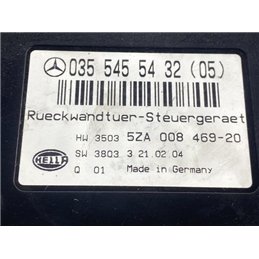 035 545 54 32 (05)
Rueckwandtuer-Steuergeraet
HW 3503 5ZA 008 469-20
HELLA SW 3803 3 21.02.04
Q 01 Made in Germany